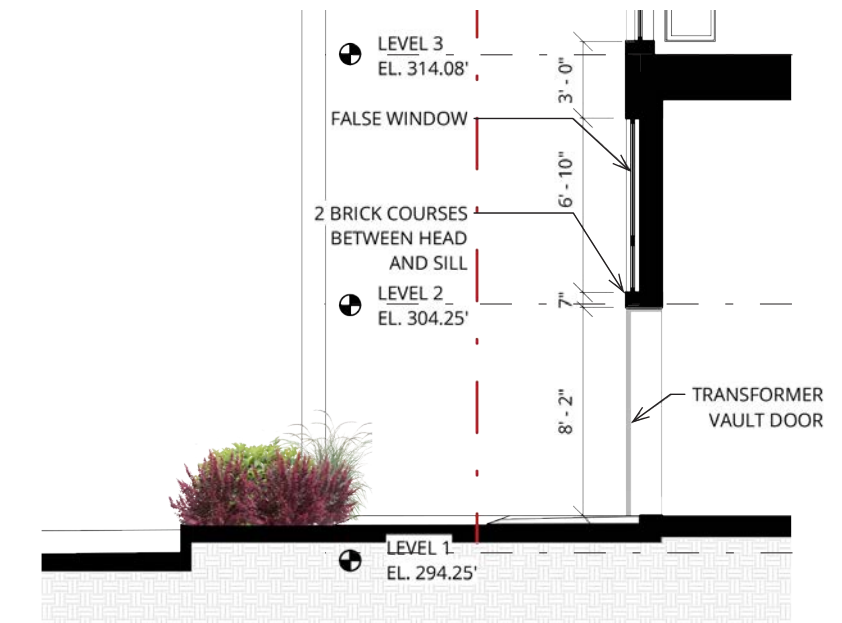 LEVEL 3
EL. 314.08'
3' - 0"
FALSE WINDOW
6' - 10"
2 BRICK COURSES
BETWEEN HEAD
AND SILL
LEVEL 2
EL. 304.25'
7"
8' - 2"
TRANSFORMER
VAULT DOOR
LEVEL 1
EL. 294.25'